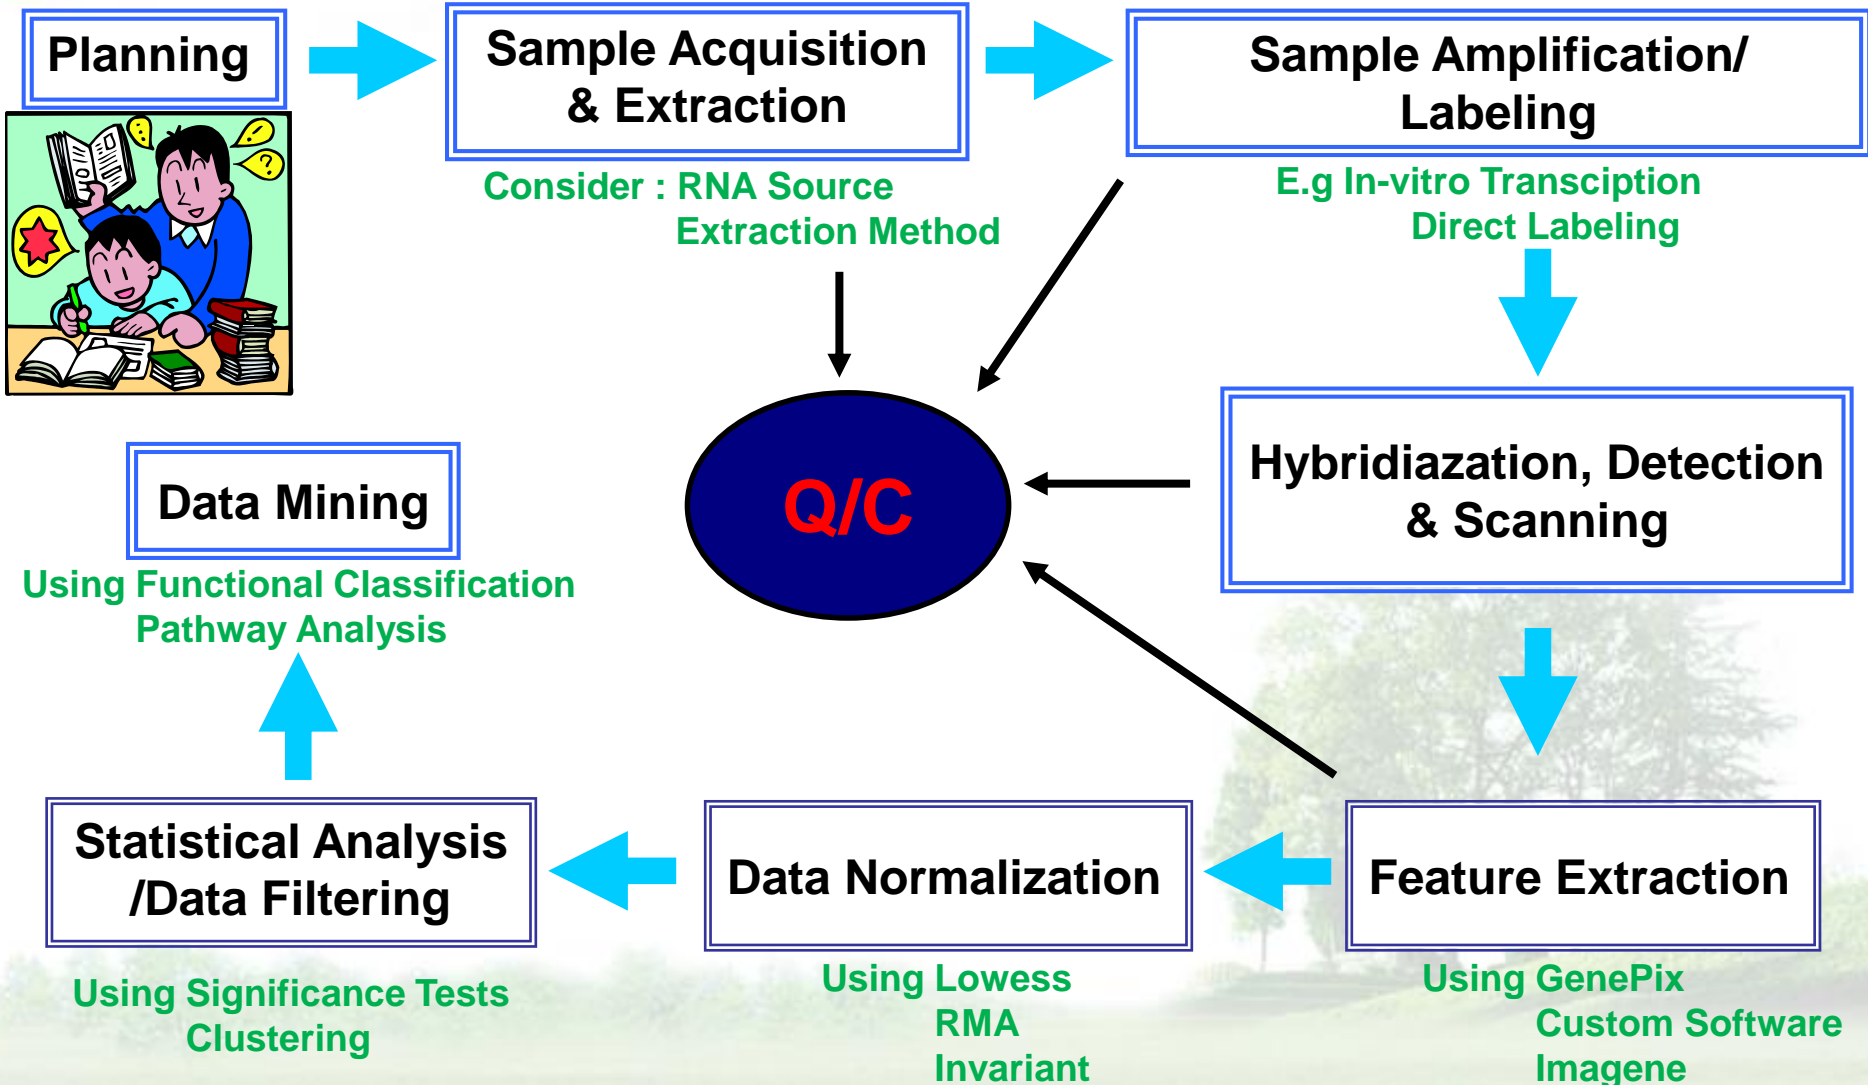 Planning
Sample Acquisition
& Extraction
Consider : RNA Source
Extraction Method
Sample Amplification/
Labeling
E.g In-vitro Transciption
Direct Labeling
Hybridiazation, Detection
& Scanning
Q/C
Feature Extraction
Using GenePix
Custom Software
Imagene
Data Normalization
Using Lowess
RMA
Invariant
Statistical Analysis
/Data Filtering
Using Significance Tests
Clustering
Data Mining
Using Functional Classification
Pathway Analysis